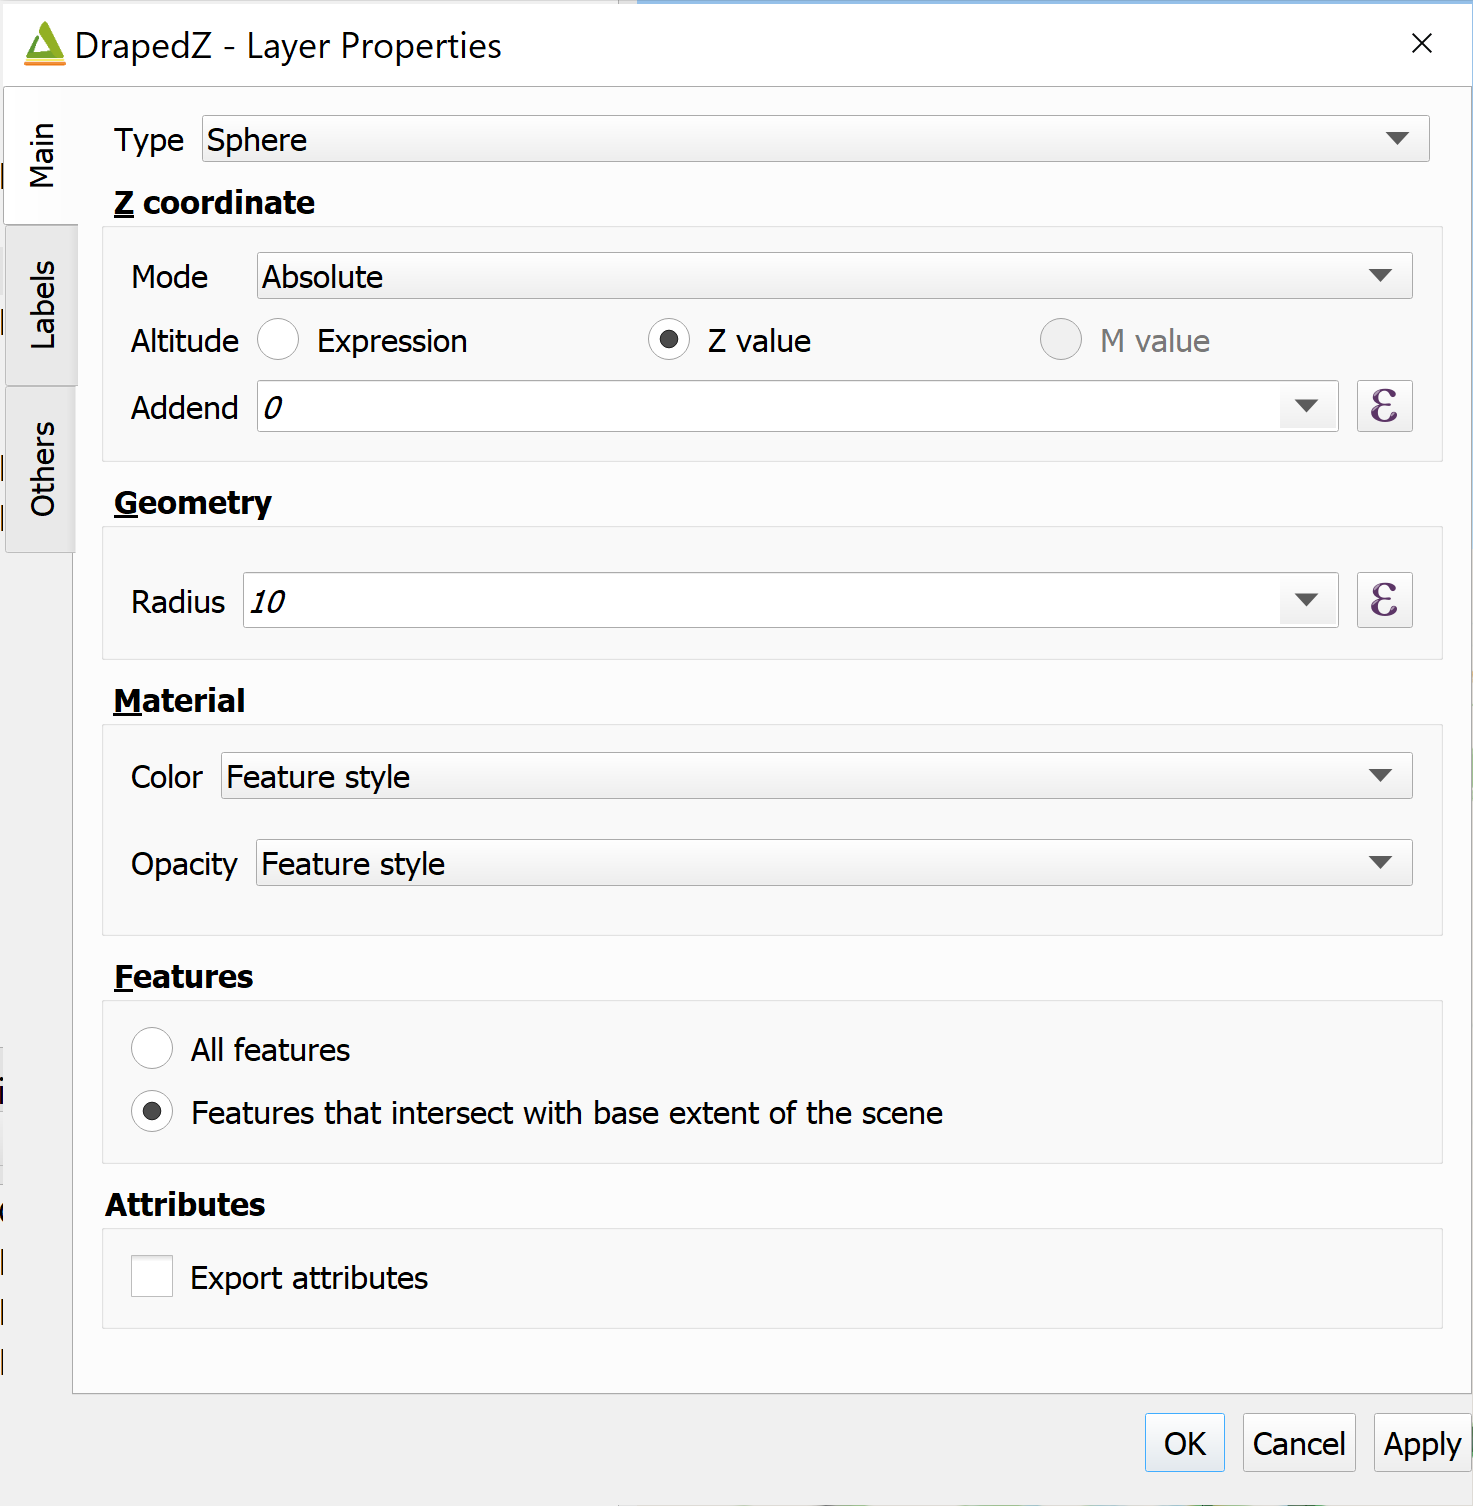 DrapedZ - Layer Properties
Main
Labels
Others
Type Sphere
Z coordinate
Mode Absolute
Altitude Expression Z value M value
Addend 0 ε
Geometry
Radius 10 ε
Material
Color Feature style
Opacity Feature style
Features
All features
Features that intersect with base extent of the scene
Attributes
Export attributes
OK Cancel Apply